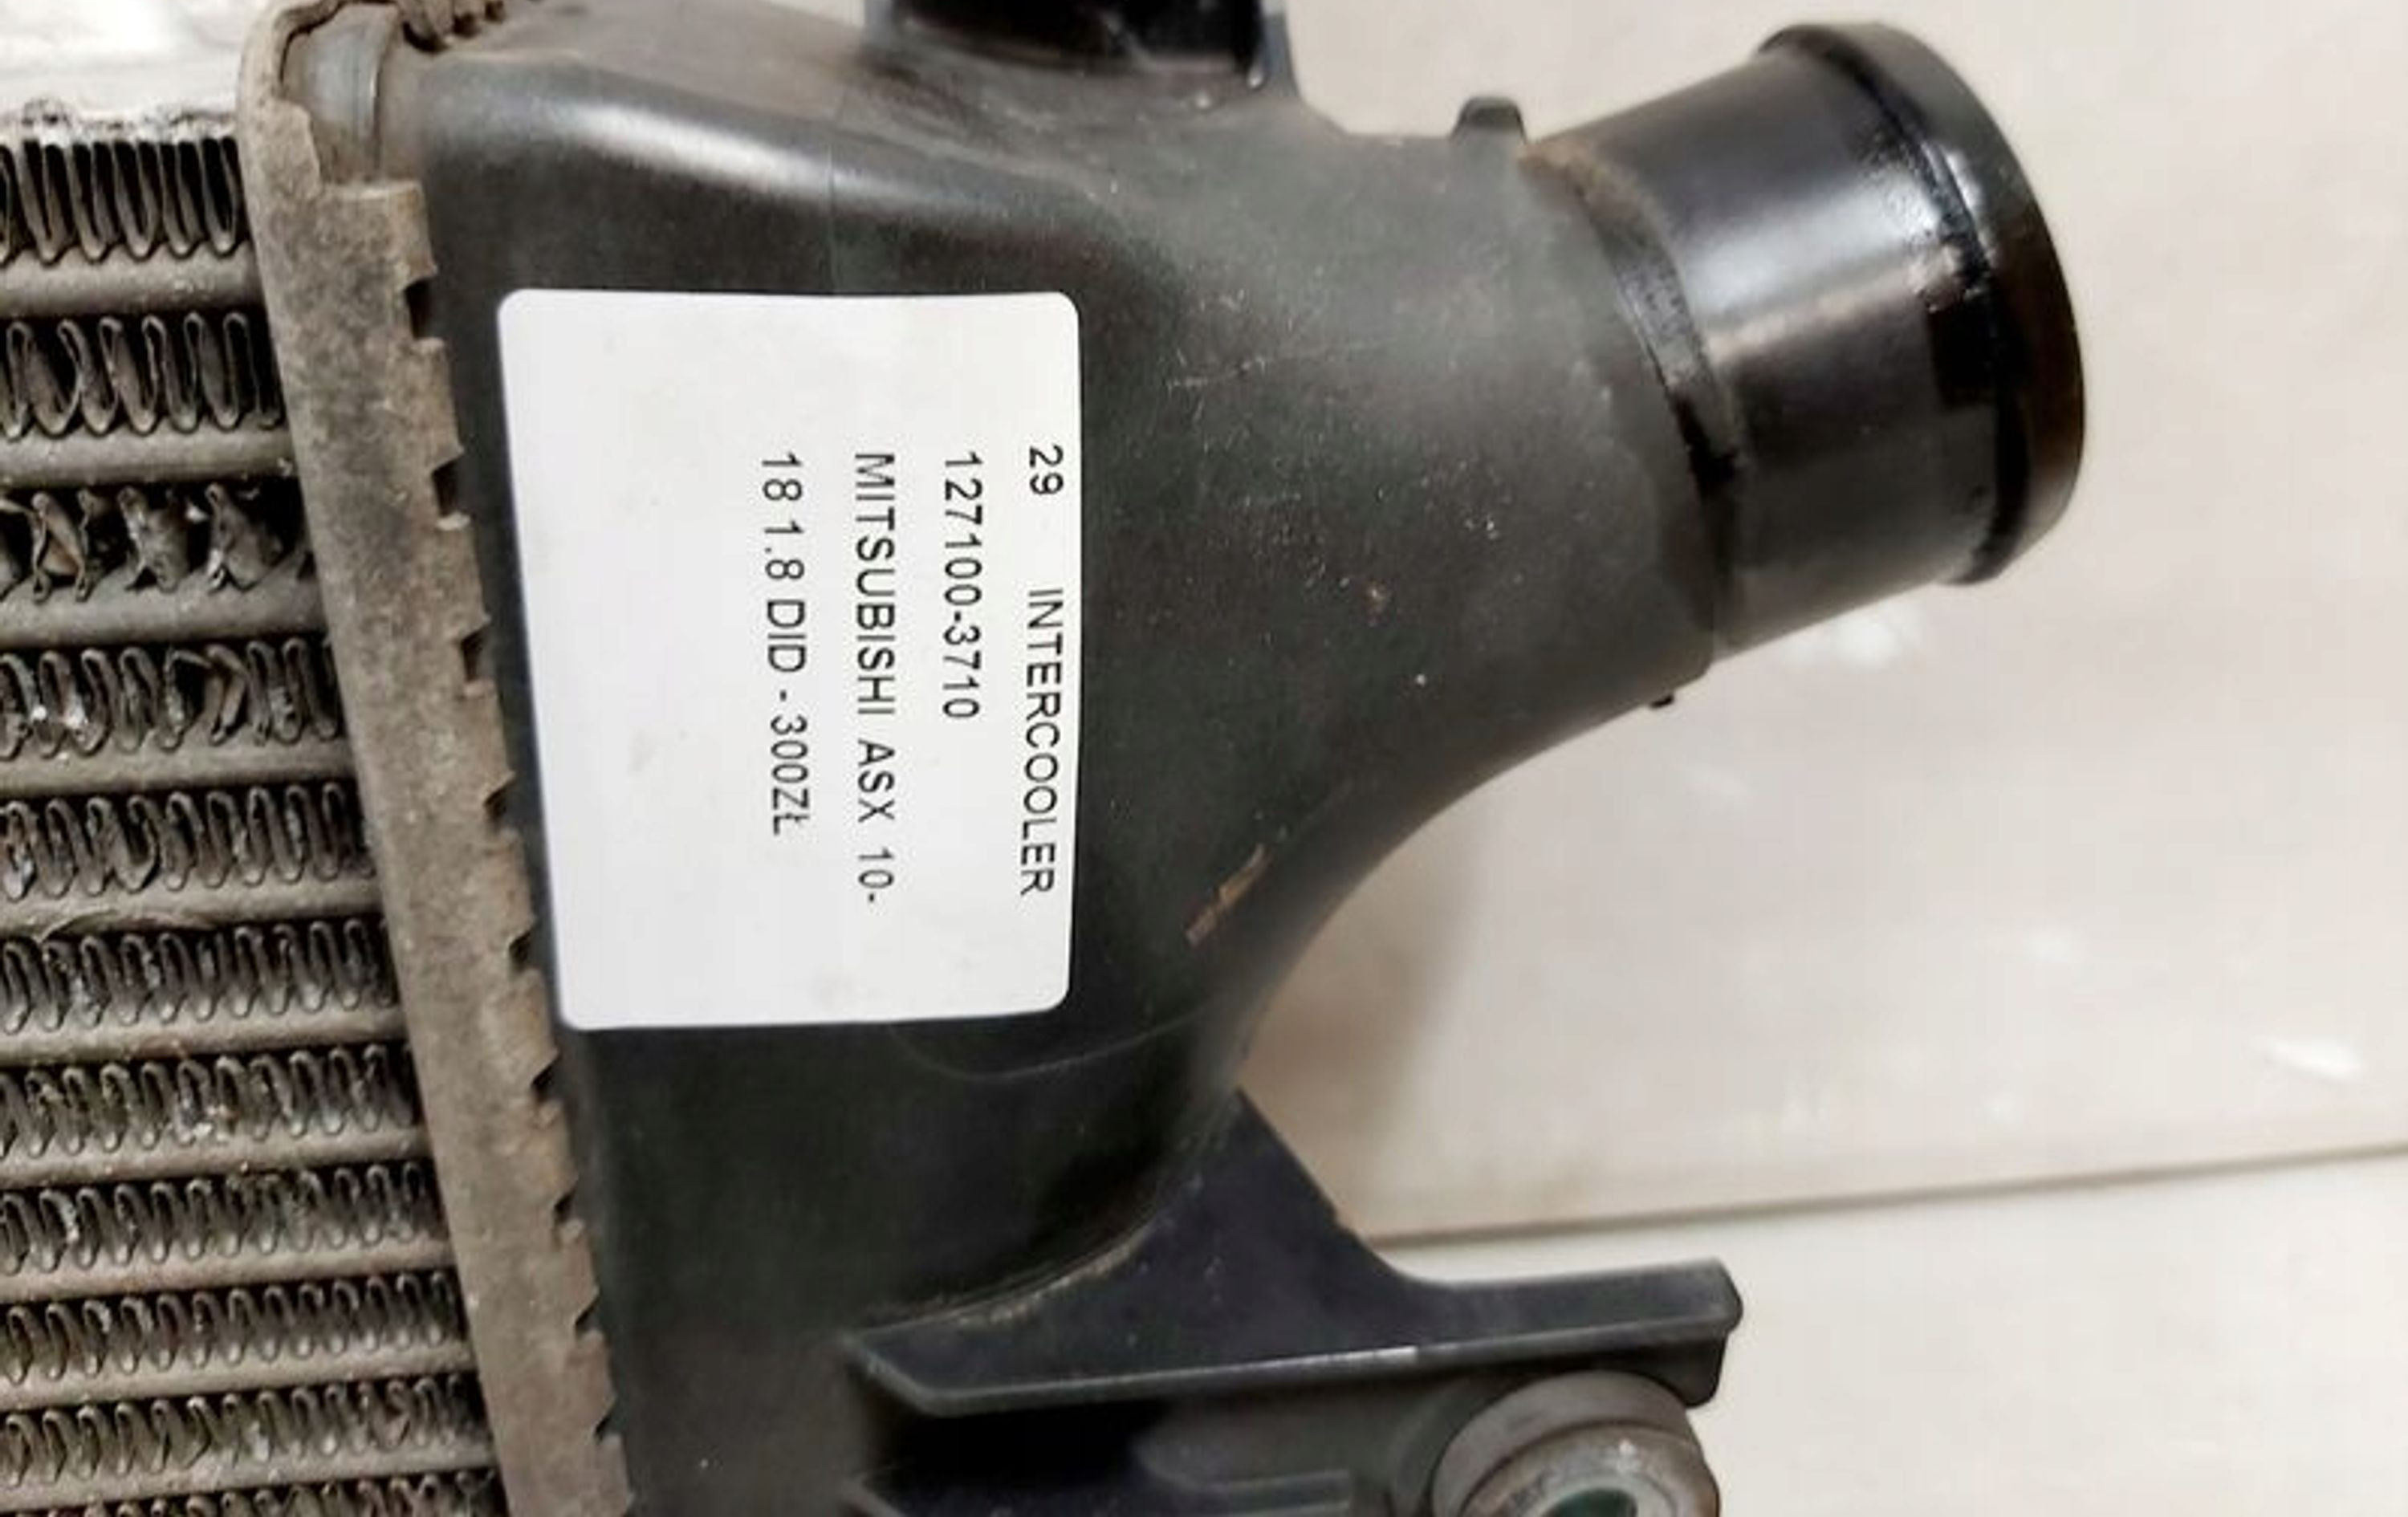 29 INTERCOOLER
127100-3710
MITSUBISHI ASX 10-
18 1.8 DID - 300ZŁ